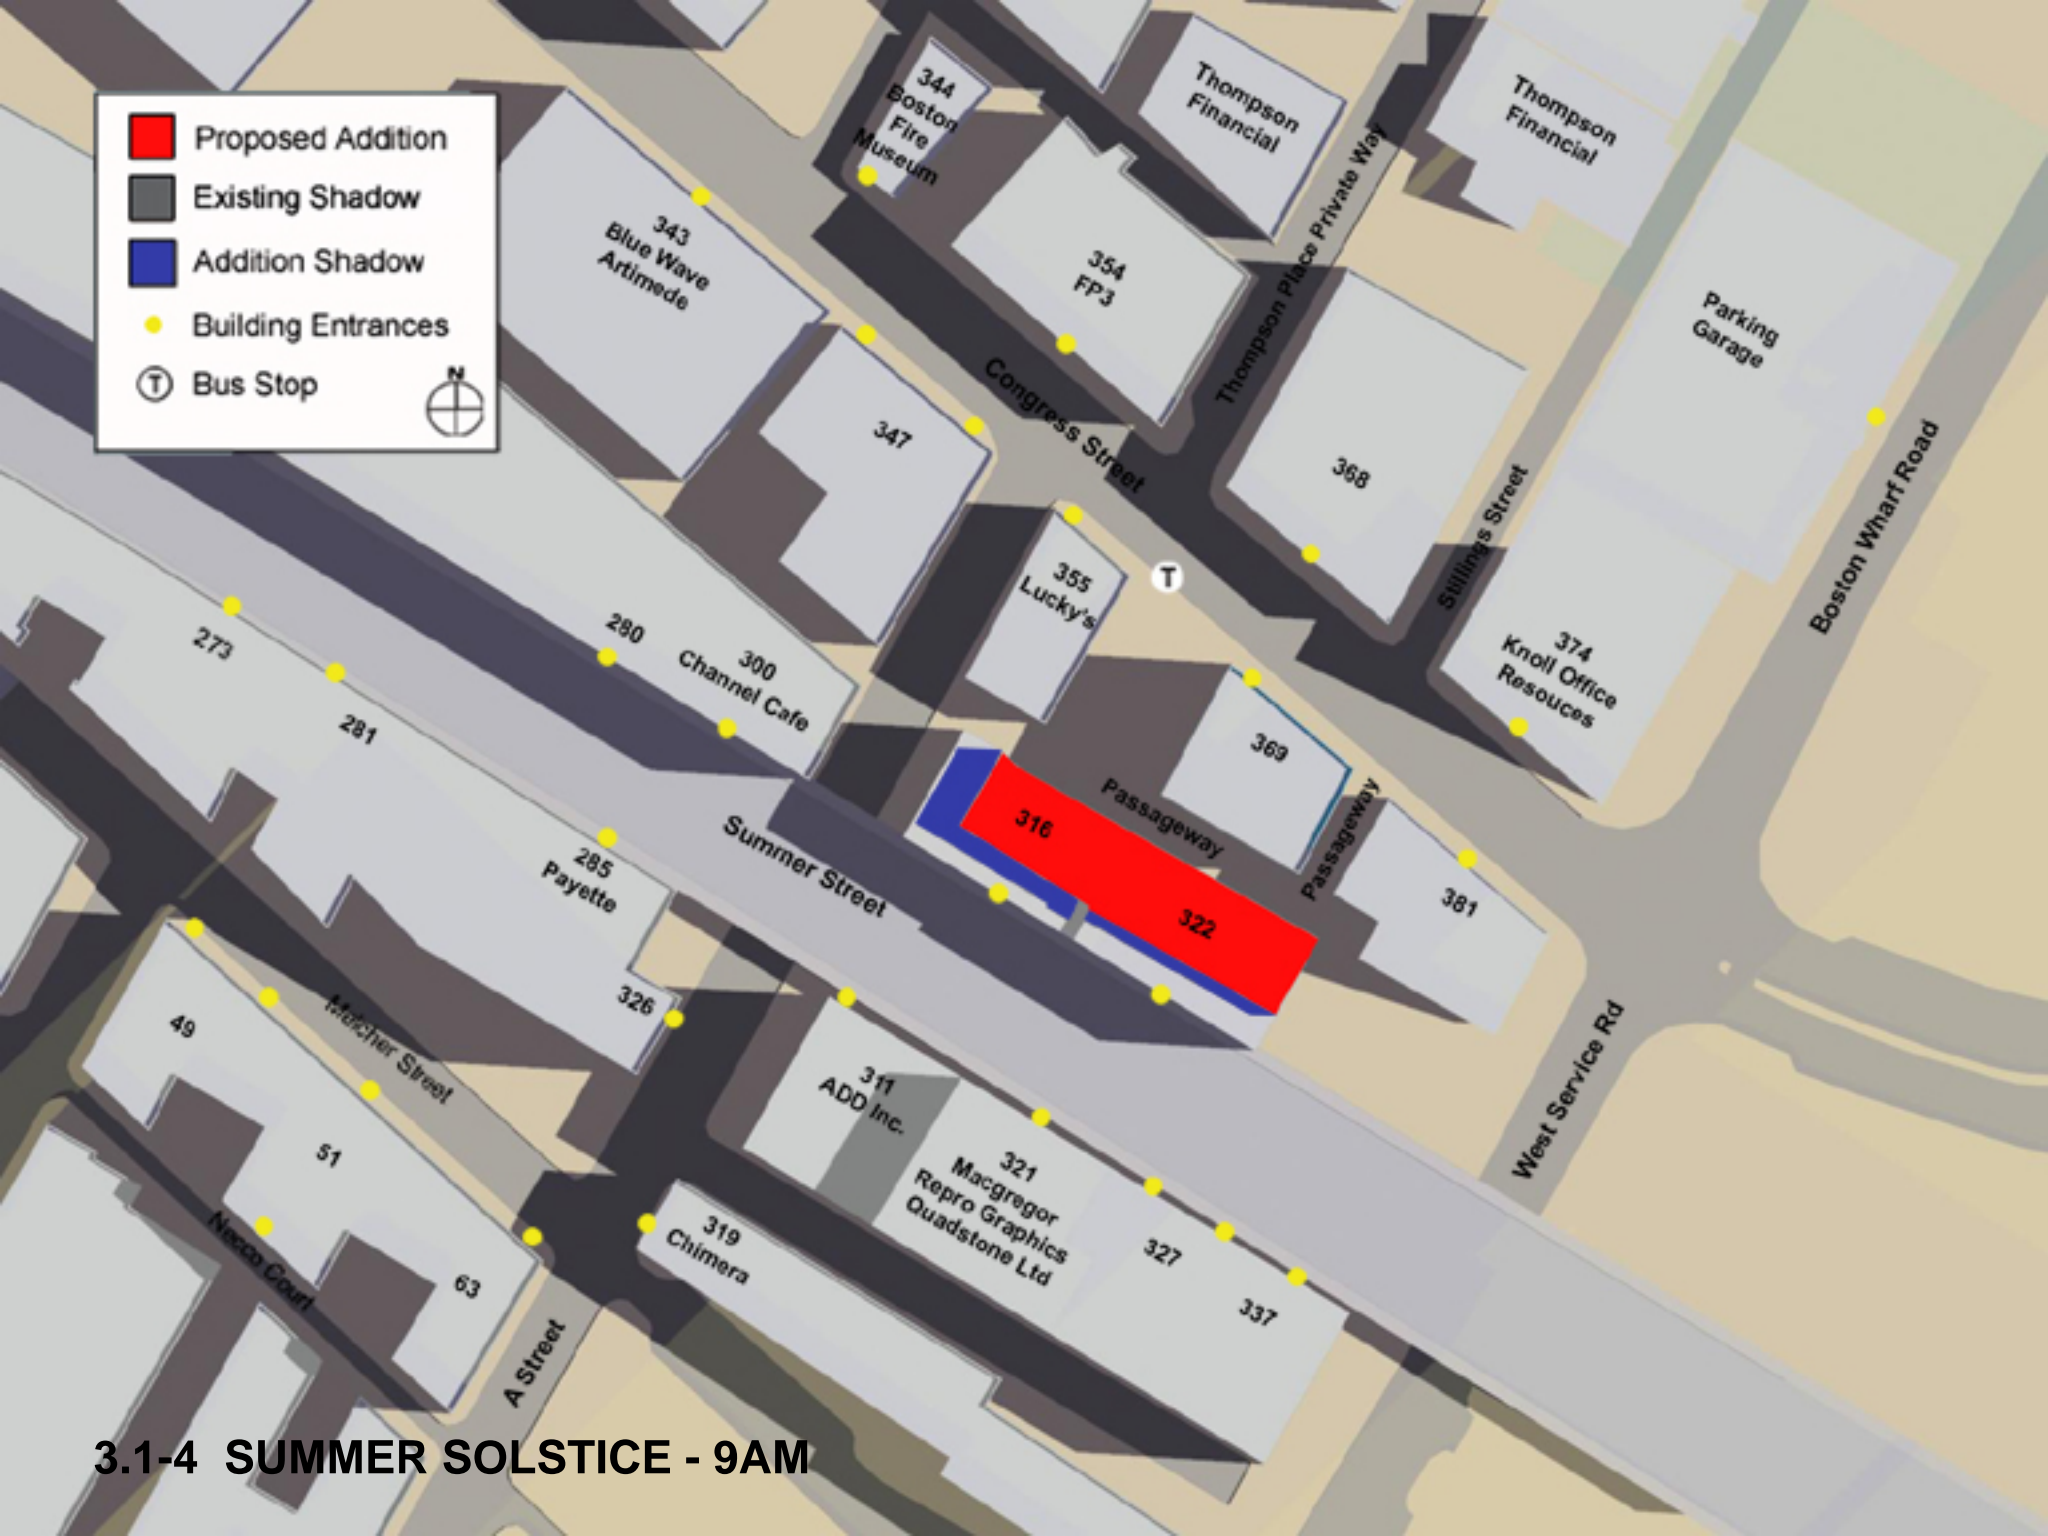 Proposed Addition
Existing Shadow
Addition Shadow
Building Entrances
T Bus Stop
N
344
Boston
Fire
Museum
Thompson
Financial
Thompson
Financial
343
Blue Wave
Artimede
354
FP3
Thompson Place Private Way
Parking
Garage
347
Congress Street
368
Stillings Street
Boston Wharf Road
355
Lucky's
T
273
280
300
Channel Cafe
374
Knoll Office
Resouces
281
369
Passageway
Passageway
316
322
Summer Street
285
Payette
381
326
49
Melcher Street
311
ADD Inc.
West Service Rd
51
321
Macgregor
Repro Graphics
Quadstone Ltd
319
Chimera
327
337
Necco Court
63
A Street
3.1-4 SUMMER SOLSTICE - 9AM